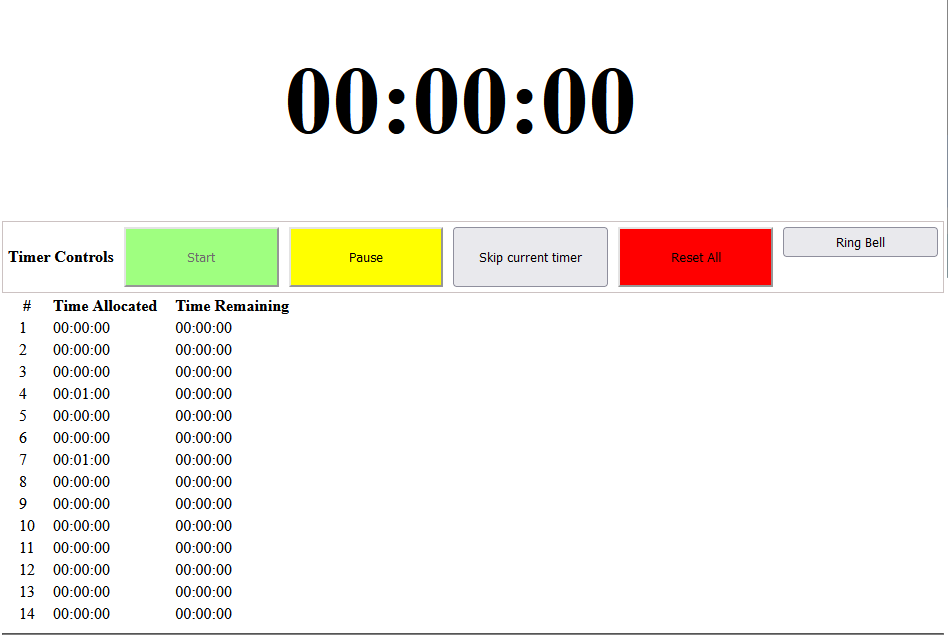 00:00:00
Timer Controls Start Pause Skip current timer Reset All Ring Bell
# Time Allocated Time Remaining
1 00:00:00 00:00:00
2 00:00:00 00:00:00
3 00:00:00 00:00:00
4 00:01:00 00:00:00
5 00:00:00 00:00:00
6 00:00:00 00:00:00
7 00:01:00 00:00:00
8 00:00:00 00:00:00
9 00:00:00 00:00:00
10 00:00:00 00:00:00
11 00:00:00 00:00:00
12 00:00:00 00:00:00
13 00:00:00 00:00:00
14 00:00:00 00:00:00